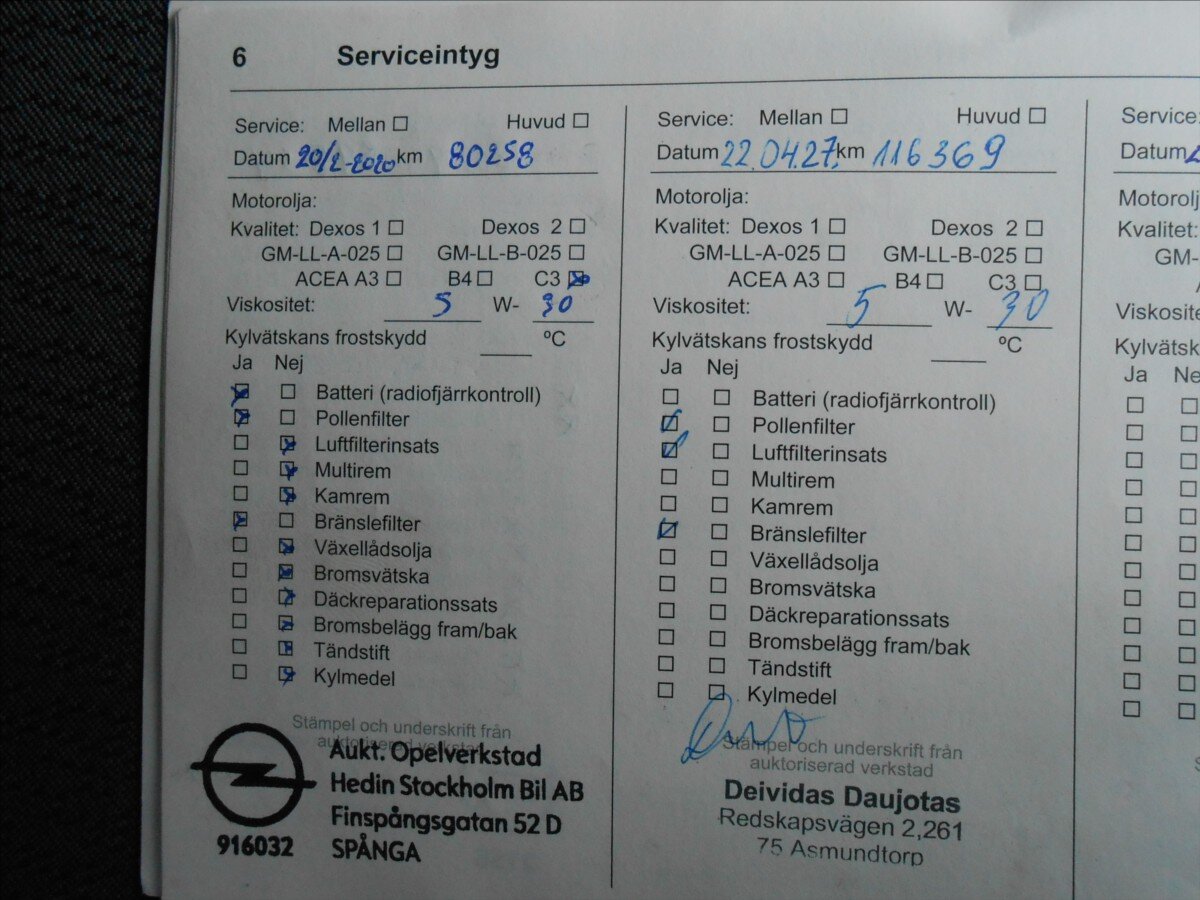 6 Serviceintyg
Service: Mellan Huvud
Datum 20/2-2020 km 80258
Motorolja:
Kvalitet: Dexos 1 Dexos 2
GM-LL-A-025 GM-LL-B-025
ACEA A3 B4 C3
Viskositet: 5 W- 30
Kylvätskans frostskydd ºC
Ja Nej
Batteri (radiofjärrkontroll)
Pollenfilter
Luftfilterinsats
Multirem
Kamrem
Bränslefilter
Växellådsolja
Bromsvätska
Däckreparationssats
Bromsbelägg fram/bak
Tändstift
Kylmedel
Stämpel och underskrift från
auktoriserad verkstad
Aukt. Opelverkstad
Hedin Stockholm Bil AB
Finspångsgatan 52 D
916032 SPÅNGA
Service: Mellan Huvud
Datum 22.04.27. km 116369
Motorolja:
Kvalitet: Dexos 1 Dexos 2
GM-LL-A-025 GM-LL-B-025
ACEA A3 B4 C3
Viskositet: 5 W- 30
Kylvätskans frostskydd ºC
Ja Nej
Batteri (radiofjärrkontroll)
Pollenfilter
Luftfilterinsats
Multirem
Kamrem
Bränslefilter
Växellådsolja
Bromsvätska
Däckreparationssats
Bromsbelägg fram/bak
Tändstift
Kylmedel
Stämpel och underskrift från
auktoriserad verkstad
Deividas Daujotas
Redskapsvägen 2,261
75 Asmundtorp
Service:
Datum
Motorolja:
Kvalitet:
GM-
Viskositet
Kylvätska
Ja Ne